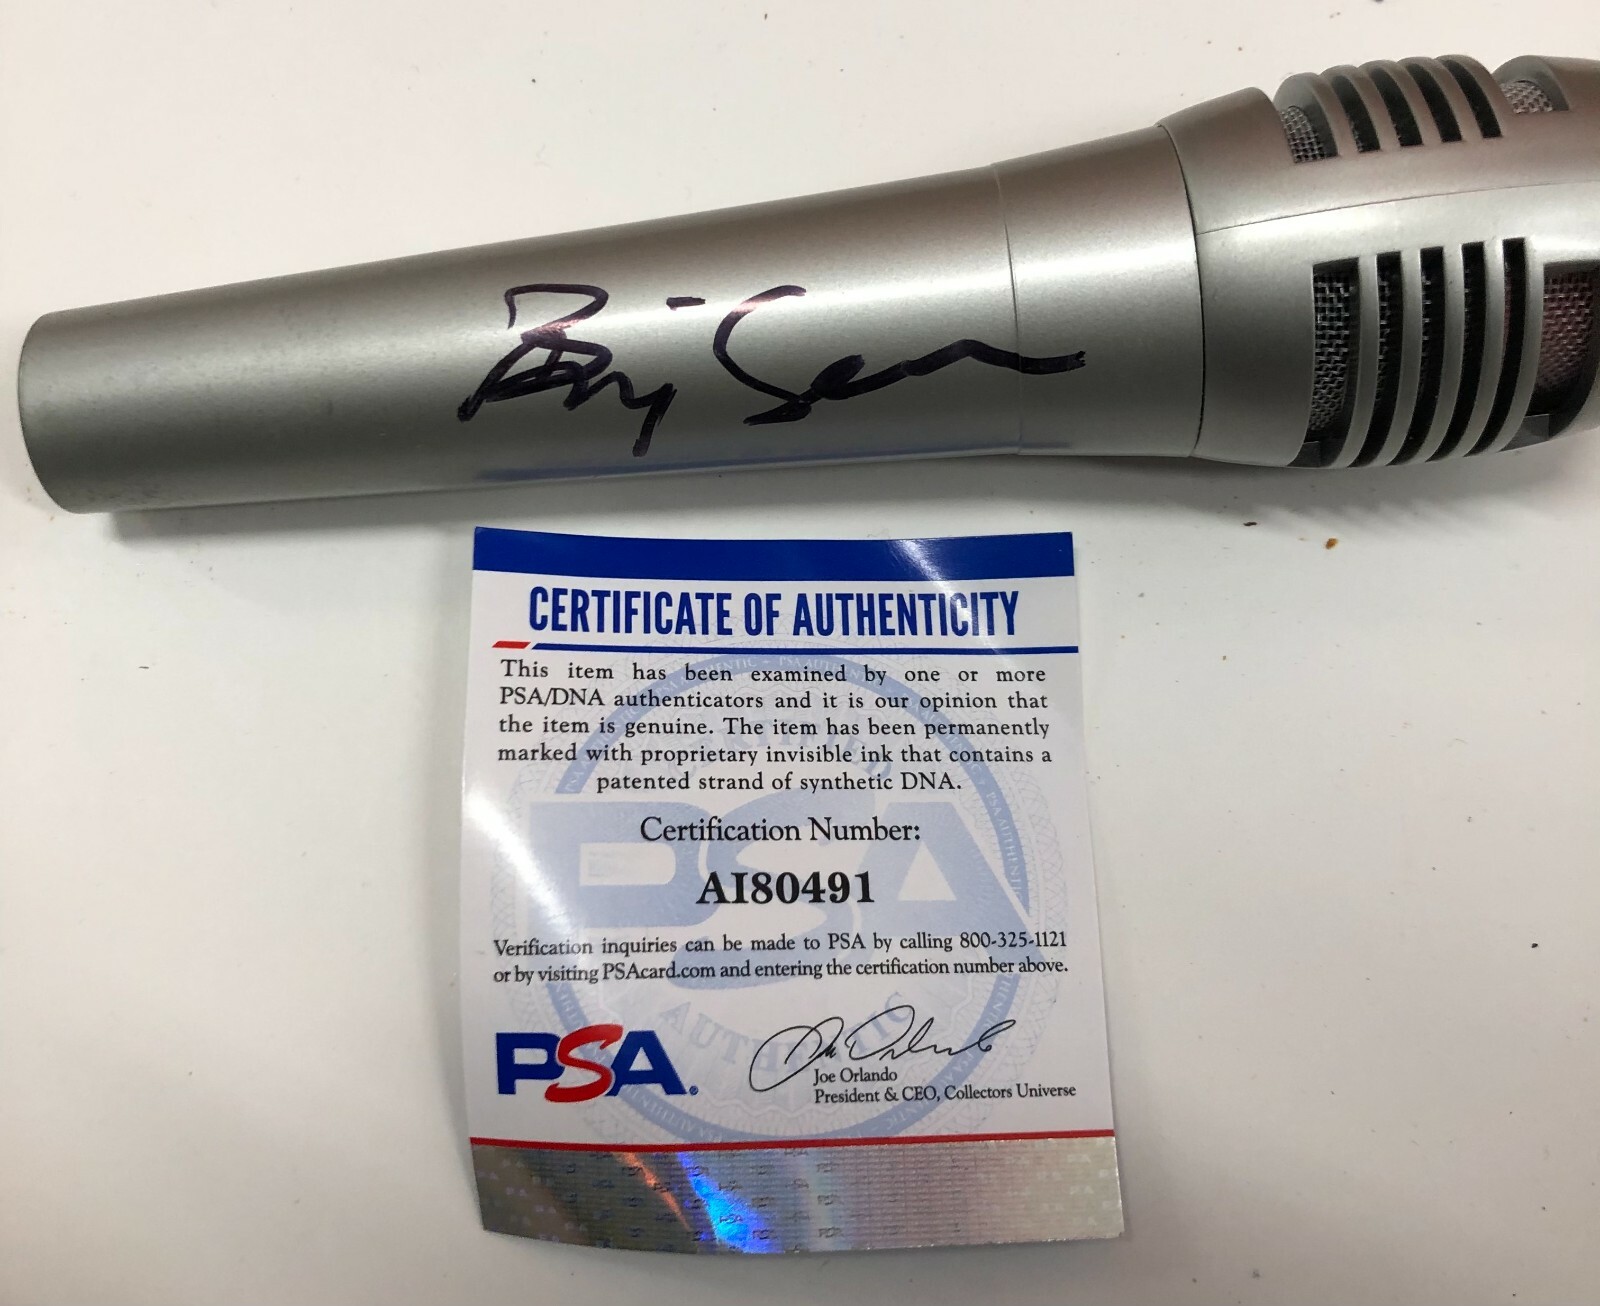 CERTIFICATE OF AUTHENTICITY
This item has been examined by one or more
PSA/DNA authenticators and it is our opinion that
the item is genuine. The item has been permanently
marked with proprietary invisible ink that contains a
patented strand of synthetic DNA.
Certification Number:
AI80491
Verification inquiries can be made to PSA by calling 800-325-1121
or by visiting PSAcard.com and entering the certification number above.
PSA®
Joe Orlando
President & CEO, Collectors Universe